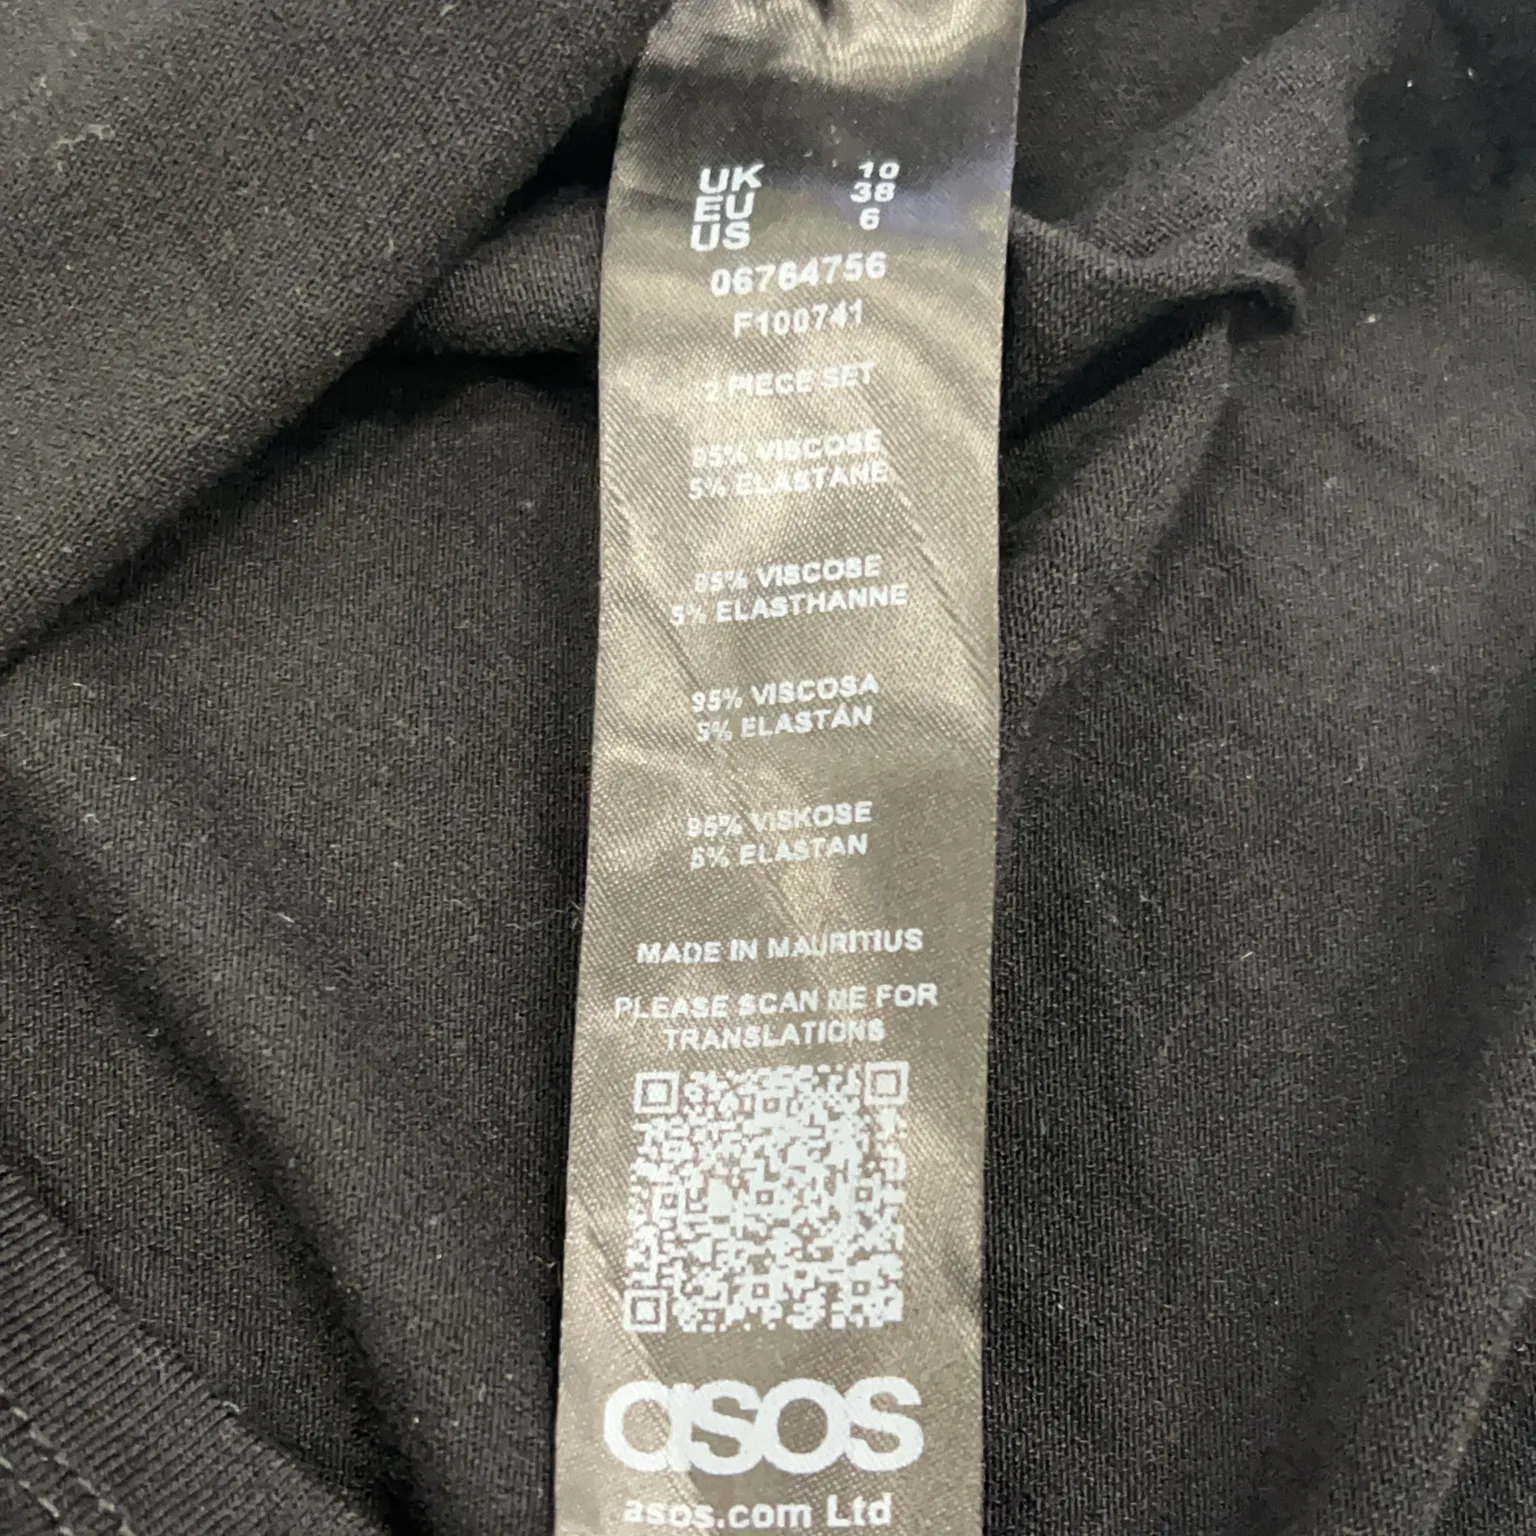 UK 10
EU 38
US 6
06764756
F100741
2 PIECE SET
95% VISCOSE
5% ELASTANE
95% VISCOSE
5% ELASTHANNE
95% VISCOSA
5% ELASTAN
95% VISKOSE
5% ELASTAN
MADE IN MAURITIUS
PLEASE SCAN ME FOR
TRANSLATIONS
asos
asos.com Ltd